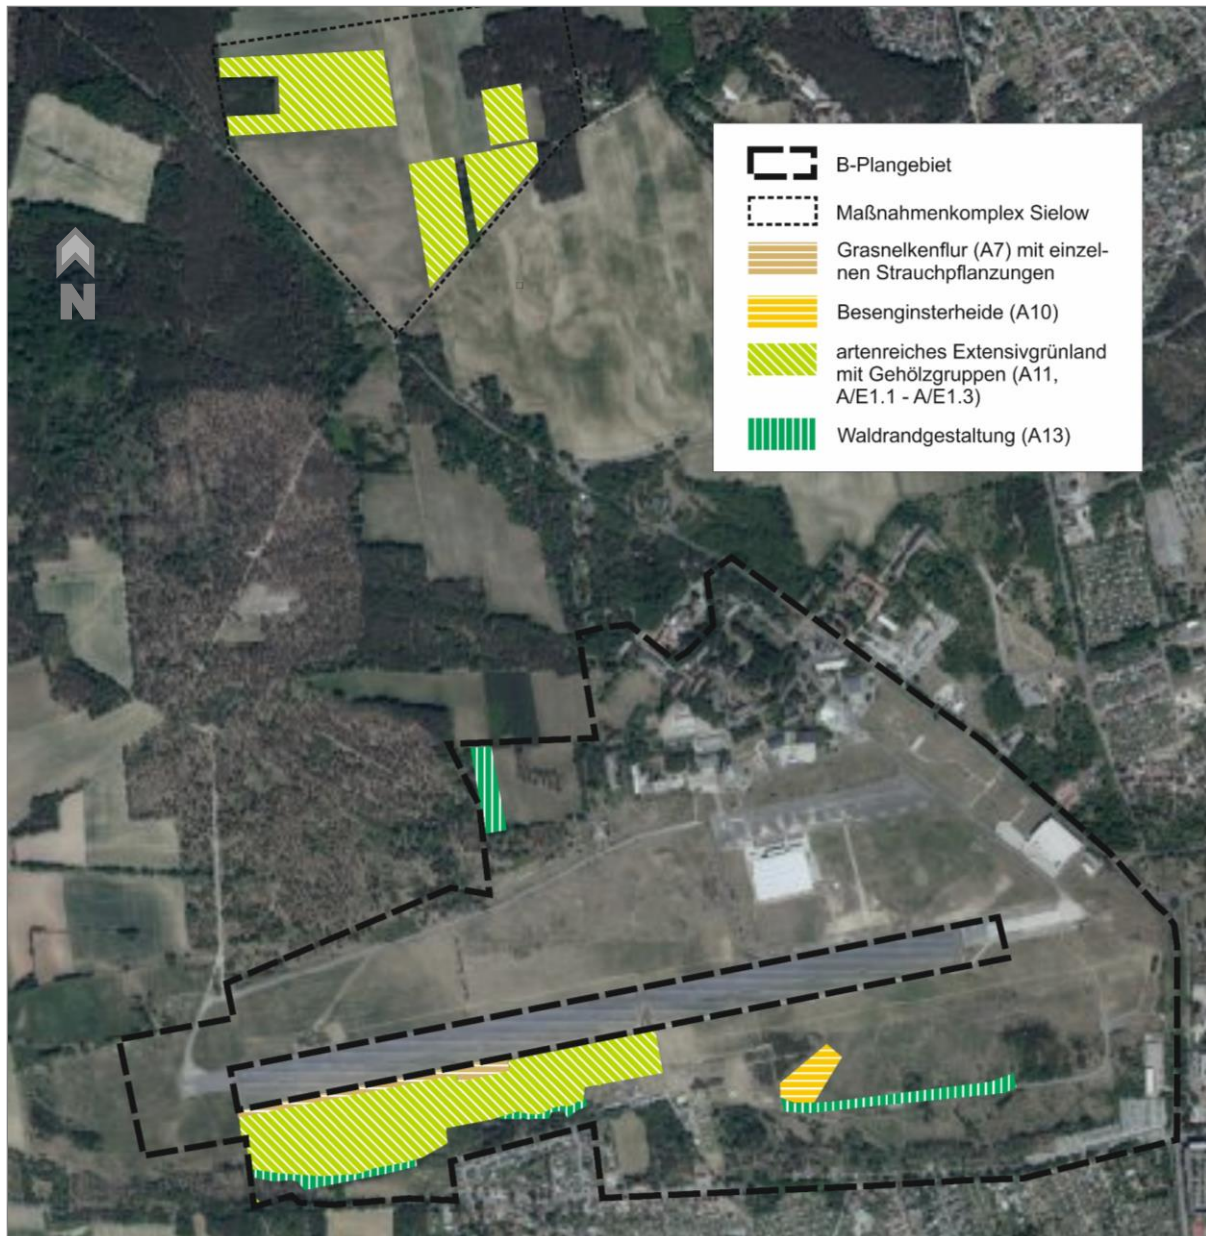 B-Plangebiet
Maßnahmenkomplex Sielow
Grasnelkenflur (A7) mit einzel-
nen Strauchpflanzungen
Besenginsterheide (A10)
artenreiches Extensivgrünland
mit Gehölzgruppen (A11,
A/E1.1 - A/E1.3)
Waldrandgestaltung (A13)
N